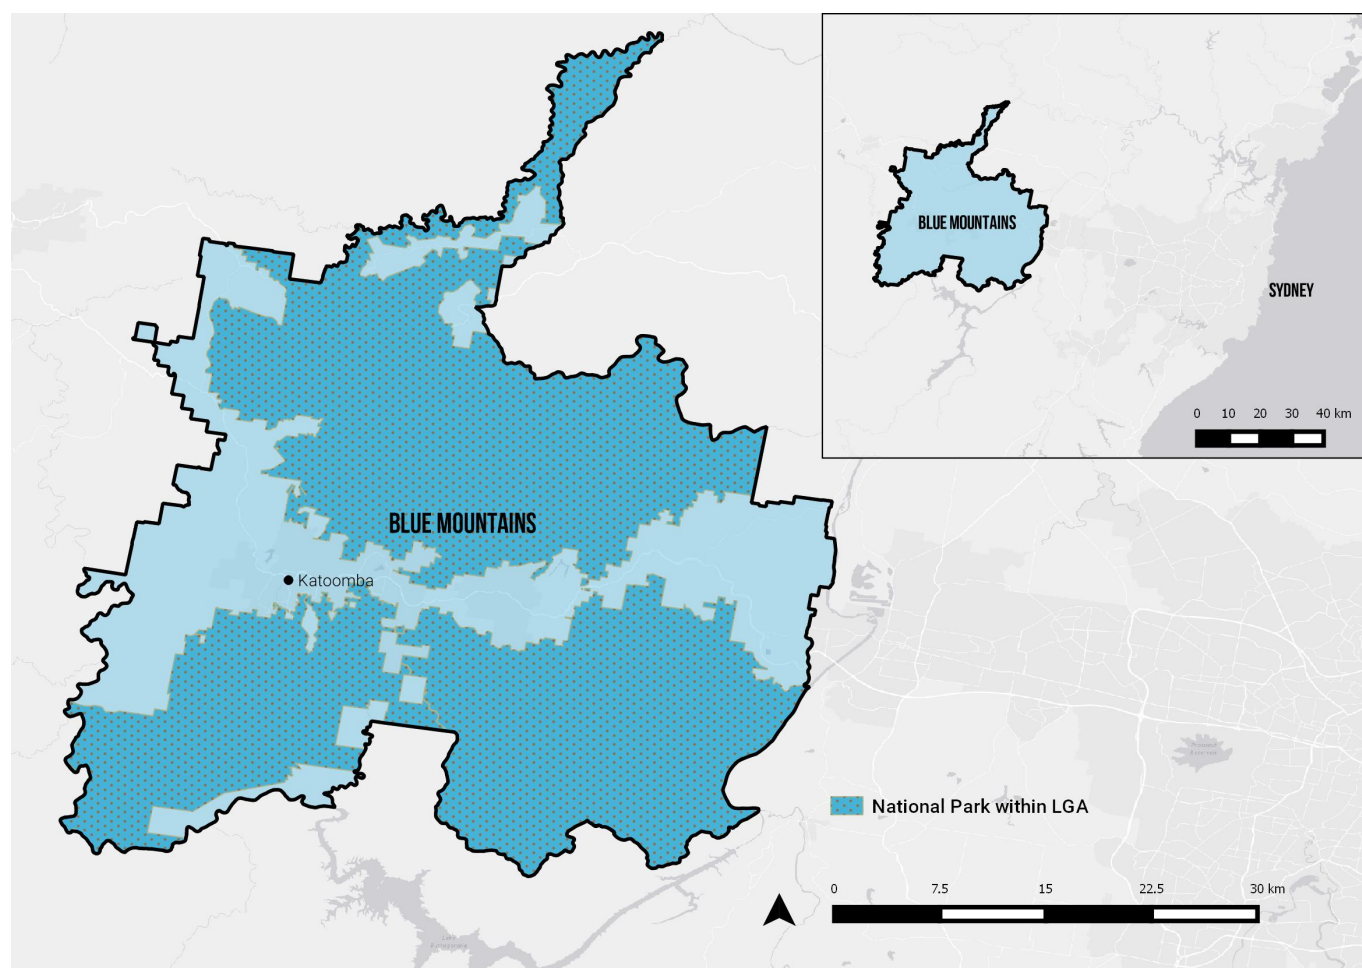 BLUE MOUNTAINS
SYDNEY
0 10 20 30 40 km
BLUE MOUNTAINS
Katoomba
National Park within LGA
0 7.5 15 22.5 30 km